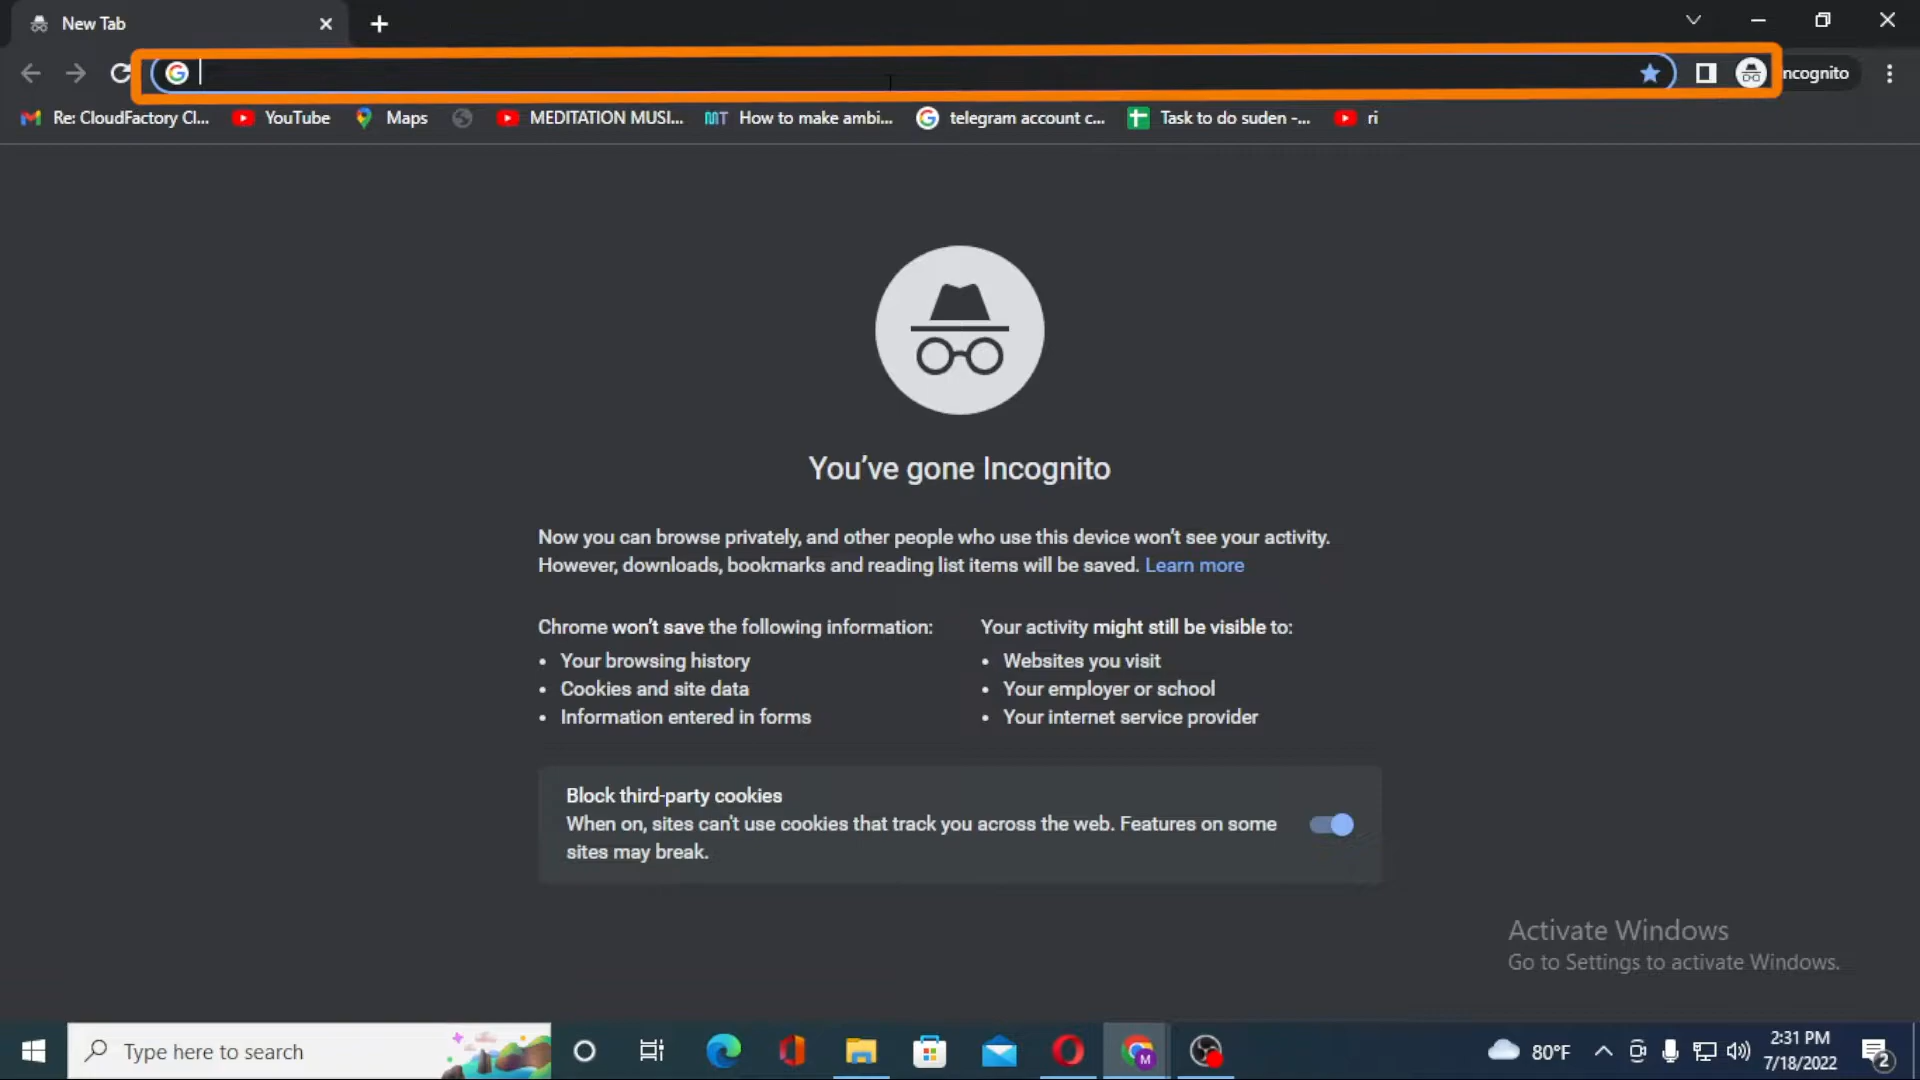 New Tab
ncognito
Re: CloudFactory Cl...
YouTube
Maps
MEDITATION MUSI...
MT How to make ambi...
telegram account c...
Task to do suden -...
ri
You've gone Incognito
Now you can browse privately, and other people who use this device won't see your activity.
However, downloads, bookmarks and reading list items will be saved. Learn more
Chrome won't save the following information:
• Your browsing history
• Cookies and site data
• Information entered in forms
Your activity might still be visible to:
• Websites you visit
• Your employer or school
• Your internet service provider
Block third-party cookies
When on, sites can't use cookies that track you across the web. Features on some
sites may break.
Activate Windows
Go to Settings to activate Windows.
Type here to search
M
80°F
2:31 PM
7/18/2022
2